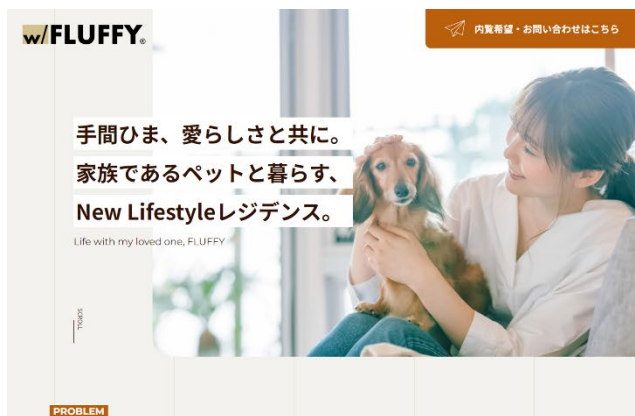 w/FLUFFY®
内覧希望・お問い合わせはこちら
手間ひま、愛らしさと共に。
家族であるペットと暮らす、
New Lifestyleレジデンス。
Life with my loved one, FLUFFY
SCROLL
PROBLEM